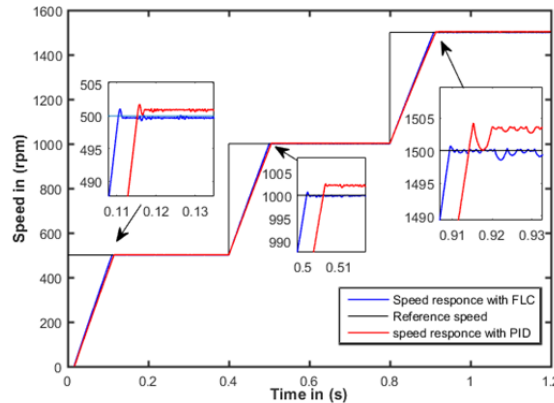 1600
1400
1200
1000
800
600
400
200
0
Speed in (rpm)
505
500
495
490
0.11 0.12 0.13
1005
1000
995
990
0.5 0.51
1505
1500
1495
1490
0.91 0.92 0.93
Speed responce with FLC
Reference speed
speed responce with PID
0 0.2 0.4 0.6 0.8 1 1.2
Time in (s)